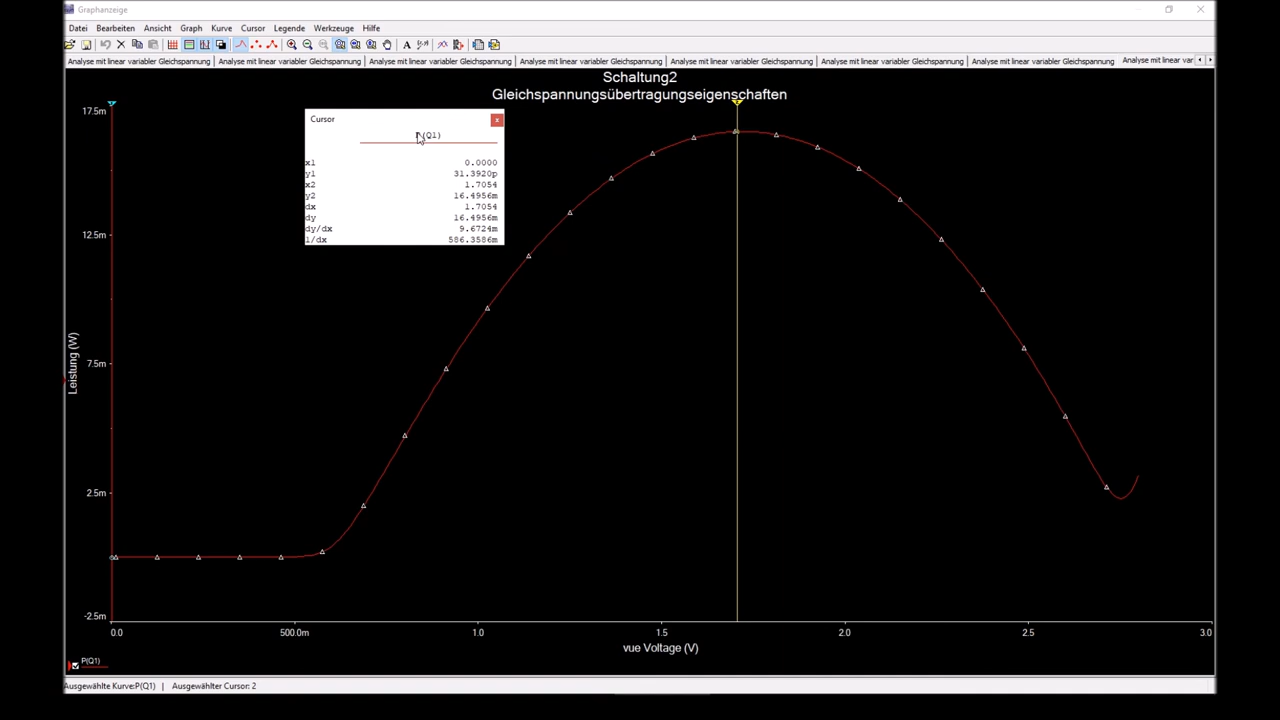 Graphanzeige
Datei Bearbeiten Ansicht Graph Kurve Cursor Legende Werkzeuge Hilfe
Analyse mit linear variabler Gleichspannung Analyse mit linear variabler Gleichspannung Analyse mit linear variabler Gleichspannung Analyse mit linear variabler Gleichspannung Analyse mit linear variabler Gleichspannung Analyse mit linear variabler Gleichspannung Analyse mit linear variabler Gleichspannung Analyse mit linear var
Schaltung2
Gleichspannungsübertragungseigenschaften
17.5m
12.5m
7.5m
2.5m
-2.5m
Leistung (W)
Cursor
P(Q1)
x1 0.0000
y1 31.3920p
x2 1.7054
y2 16.4956m
dx 1.7054
dy 16.4956m
dy/dx 9.6724m
1/dx 586.3586m
0.0 500.0m 1.0 1.5 2.0 2.5 3.0
vue Voltage (V)
P(Q1)
Ausgewählte Kurve:P(Q1) Ausgewählter Cursor: 2